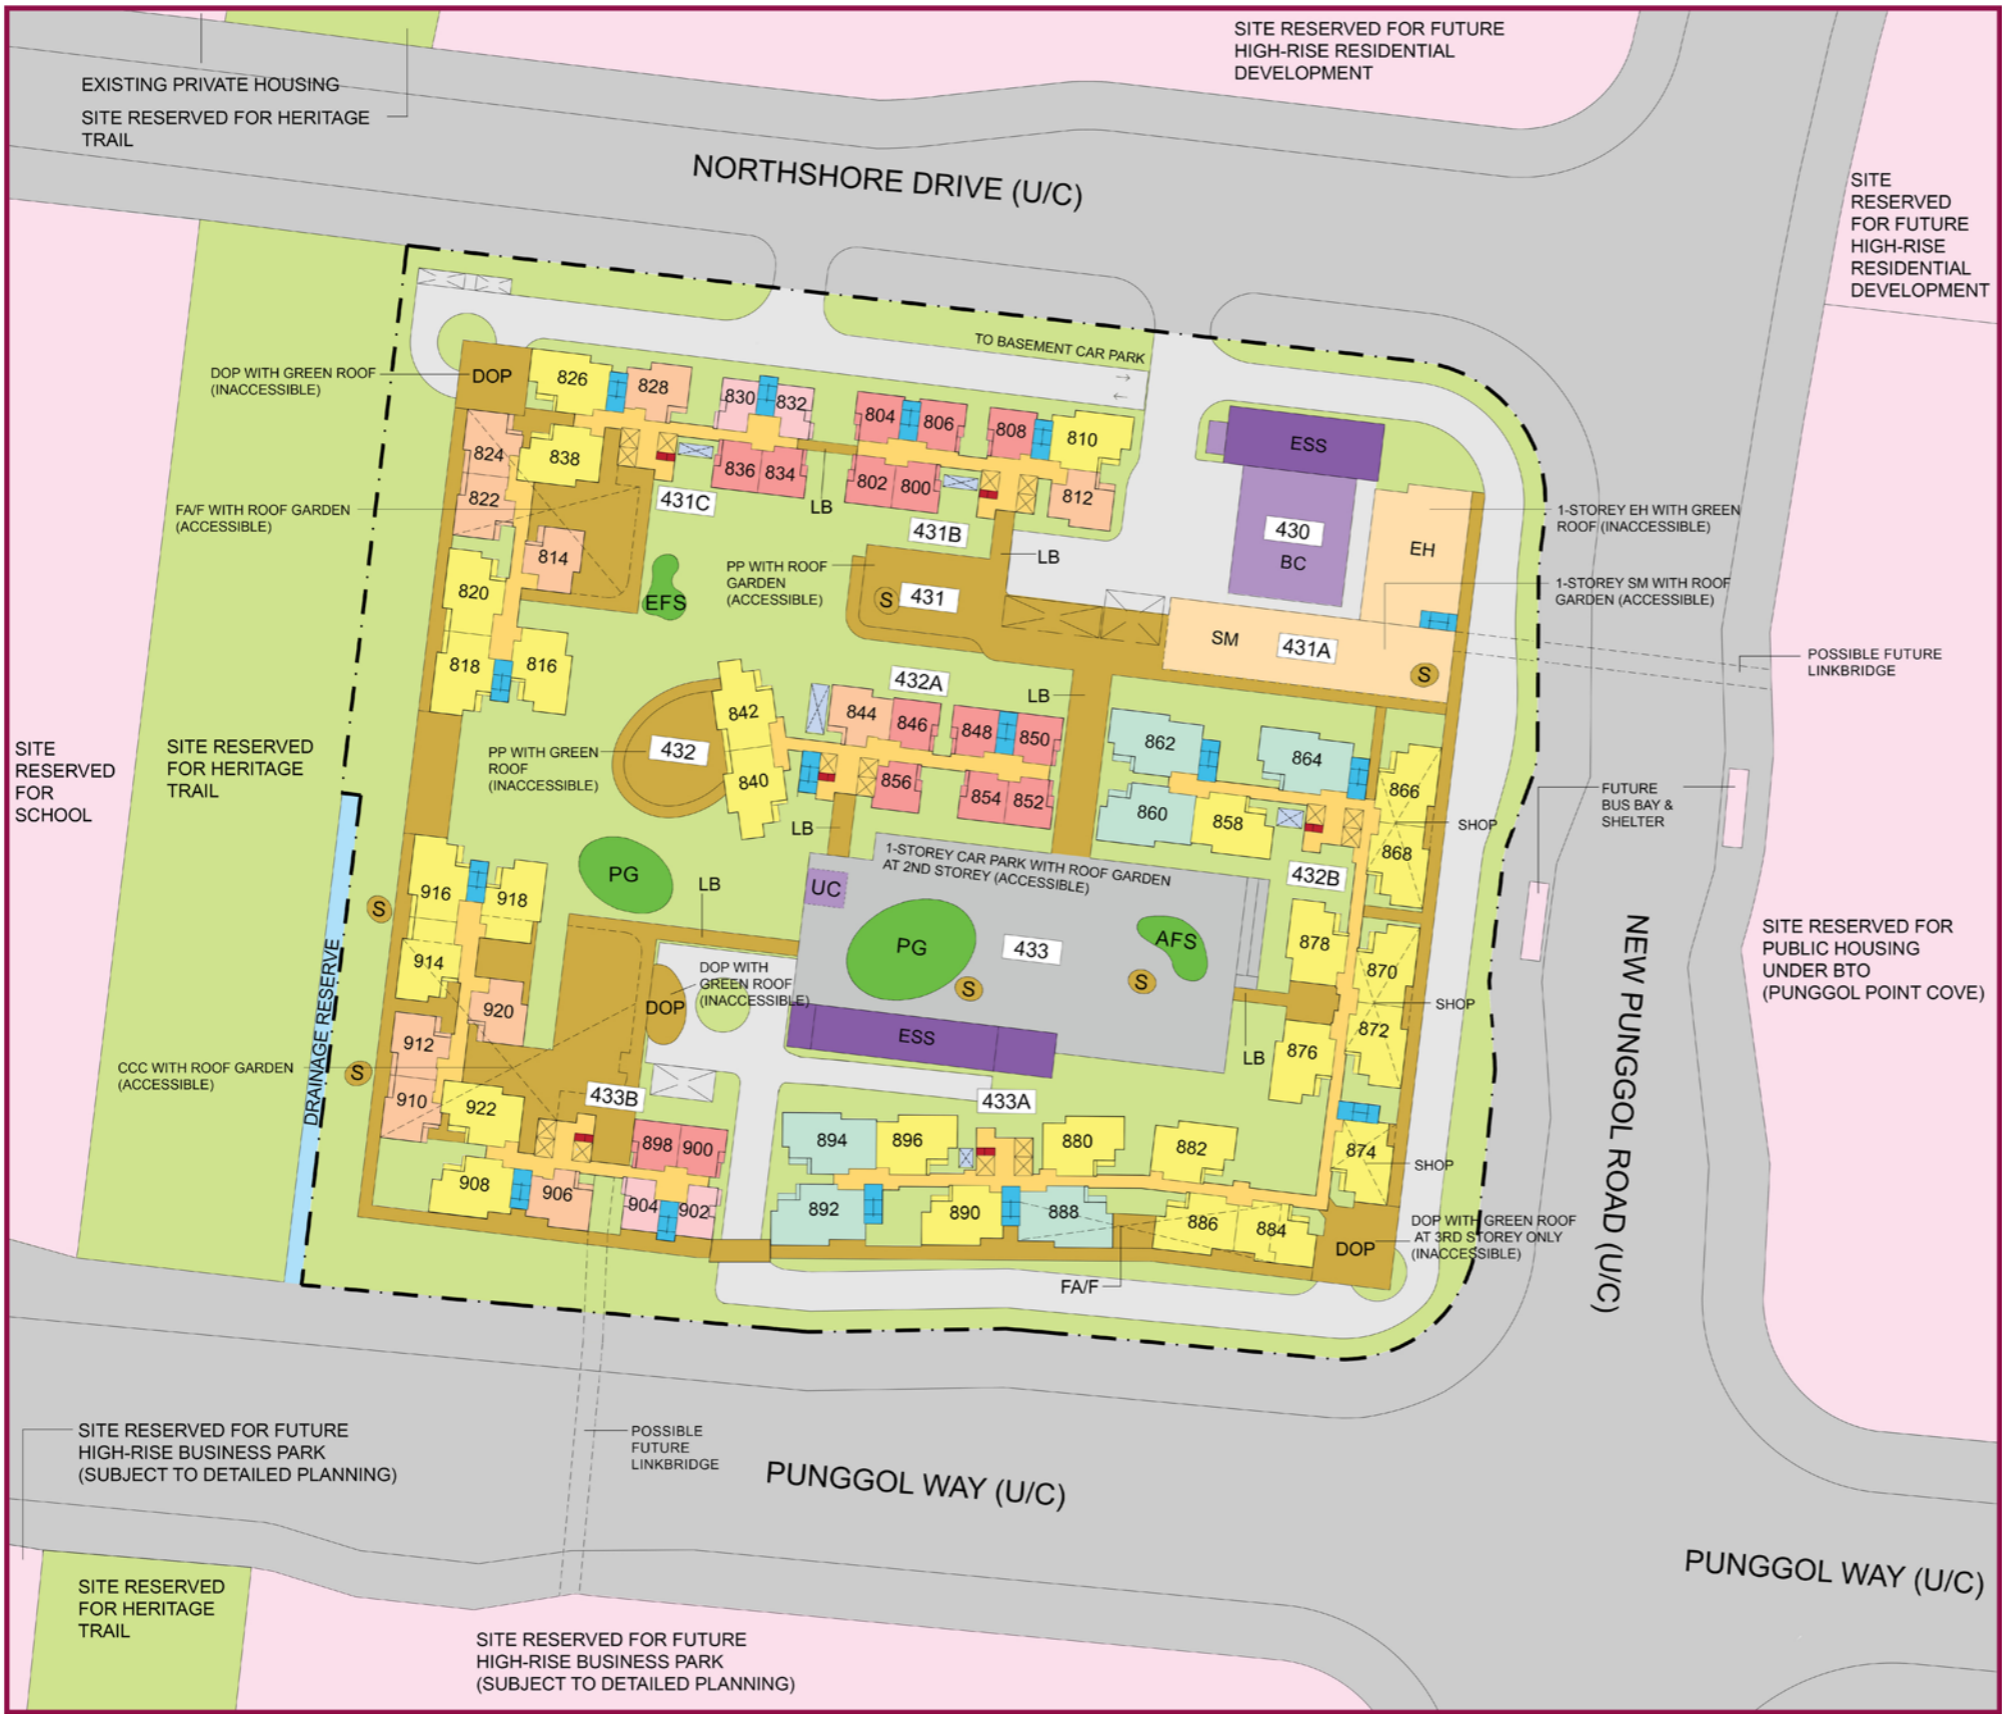 SITE RESERVED FOR FUTURE
HIGH-RISE RESIDENTIAL
DEVELOPMENT
EXISTING PRIVATE HOUSING
SITE RESERVED FOR HERITAGE
TRAIL
NORTHSHORE DRIVE (U/C)
SITE
RESERVED
FOR FUTURE
HIGH-RISE
RESIDENTIAL
DEVELOPMENT
TO BASEMENT CAR PARK
DOP WITH GREEN ROOF
(INACCESSIBLE)
DOP
826
828
830
832
804
806
808
810
824
838
836
834
802
800
812
822
814
431C
LB
431B
LB
ESS
430
BC
EH
1-STOREY EH WITH GREEN
ROOF (INACCESSIBLE)
FA/F WITH ROOF GARDEN
(ACCESSIBLE)
PP WITH ROOF
GARDEN
(ACCESSIBLE)
S
431
EFS
820
818
816
SM
431A
S
1-STOREY SM WITH ROOF
GARDEN (ACCESSIBLE)
POSSIBLE FUTURE
LINKBRIDGE
432A
LB
842
844
846
848
850
432
840
856
854
852
PP WITH GREEN
ROOF
(INACCESSIBLE)
LB
862
864
866
860
858
868
SHOP
432B
FUTURE
BUS BAY &
SHELTER
SITE
RESERVED
FOR
SCHOOL
SITE RESERVED
FOR HERITAGE
TRAIL
1-STOREY CAR PARK WITH ROOF GARDEN
AT 2ND STOREY (ACCESSIBLE)
PG
LB
UC
PG
433
AFS
S
S
916
918
914
920
S
912
910
922
S
DRAINAGE RESERVE
DOP WITH
GREEN ROOF
(INACCESSIBLE)
DOP
ESS
878
870
872
SHOP
876
LB
NEW PUNGGOL ROAD (U/C)
SITE RESERVED FOR
PUBLIC HOUSING
UNDER BTO
(PUNGGOL POINT COVE)
CCC WITH ROOF GARDEN
(ACCESSIBLE)
433B
433A
898
900
894
896
880
882
874
SHOP
908
906
904
902
892
890
888
886
884
DOP
DOP WITH GREEN ROOF
AT 3RD STOREY ONLY
(INACCESSIBLE)
FA/F
SITE RESERVED FOR FUTURE
HIGH-RISE BUSINESS PARK
(SUBJECT TO DETAILED PLANNING)
POSSIBLE
FUTURE
LINKBRIDGE
PUNGGOL WAY (U/C)
PUNGGOL WAY (U/C)
SITE RESERVED
FOR HERITAGE
TRAIL
SITE RESERVED FOR FUTURE
HIGH-RISE BUSINESS PARK
(SUBJECT TO DETAILED PLANNING)